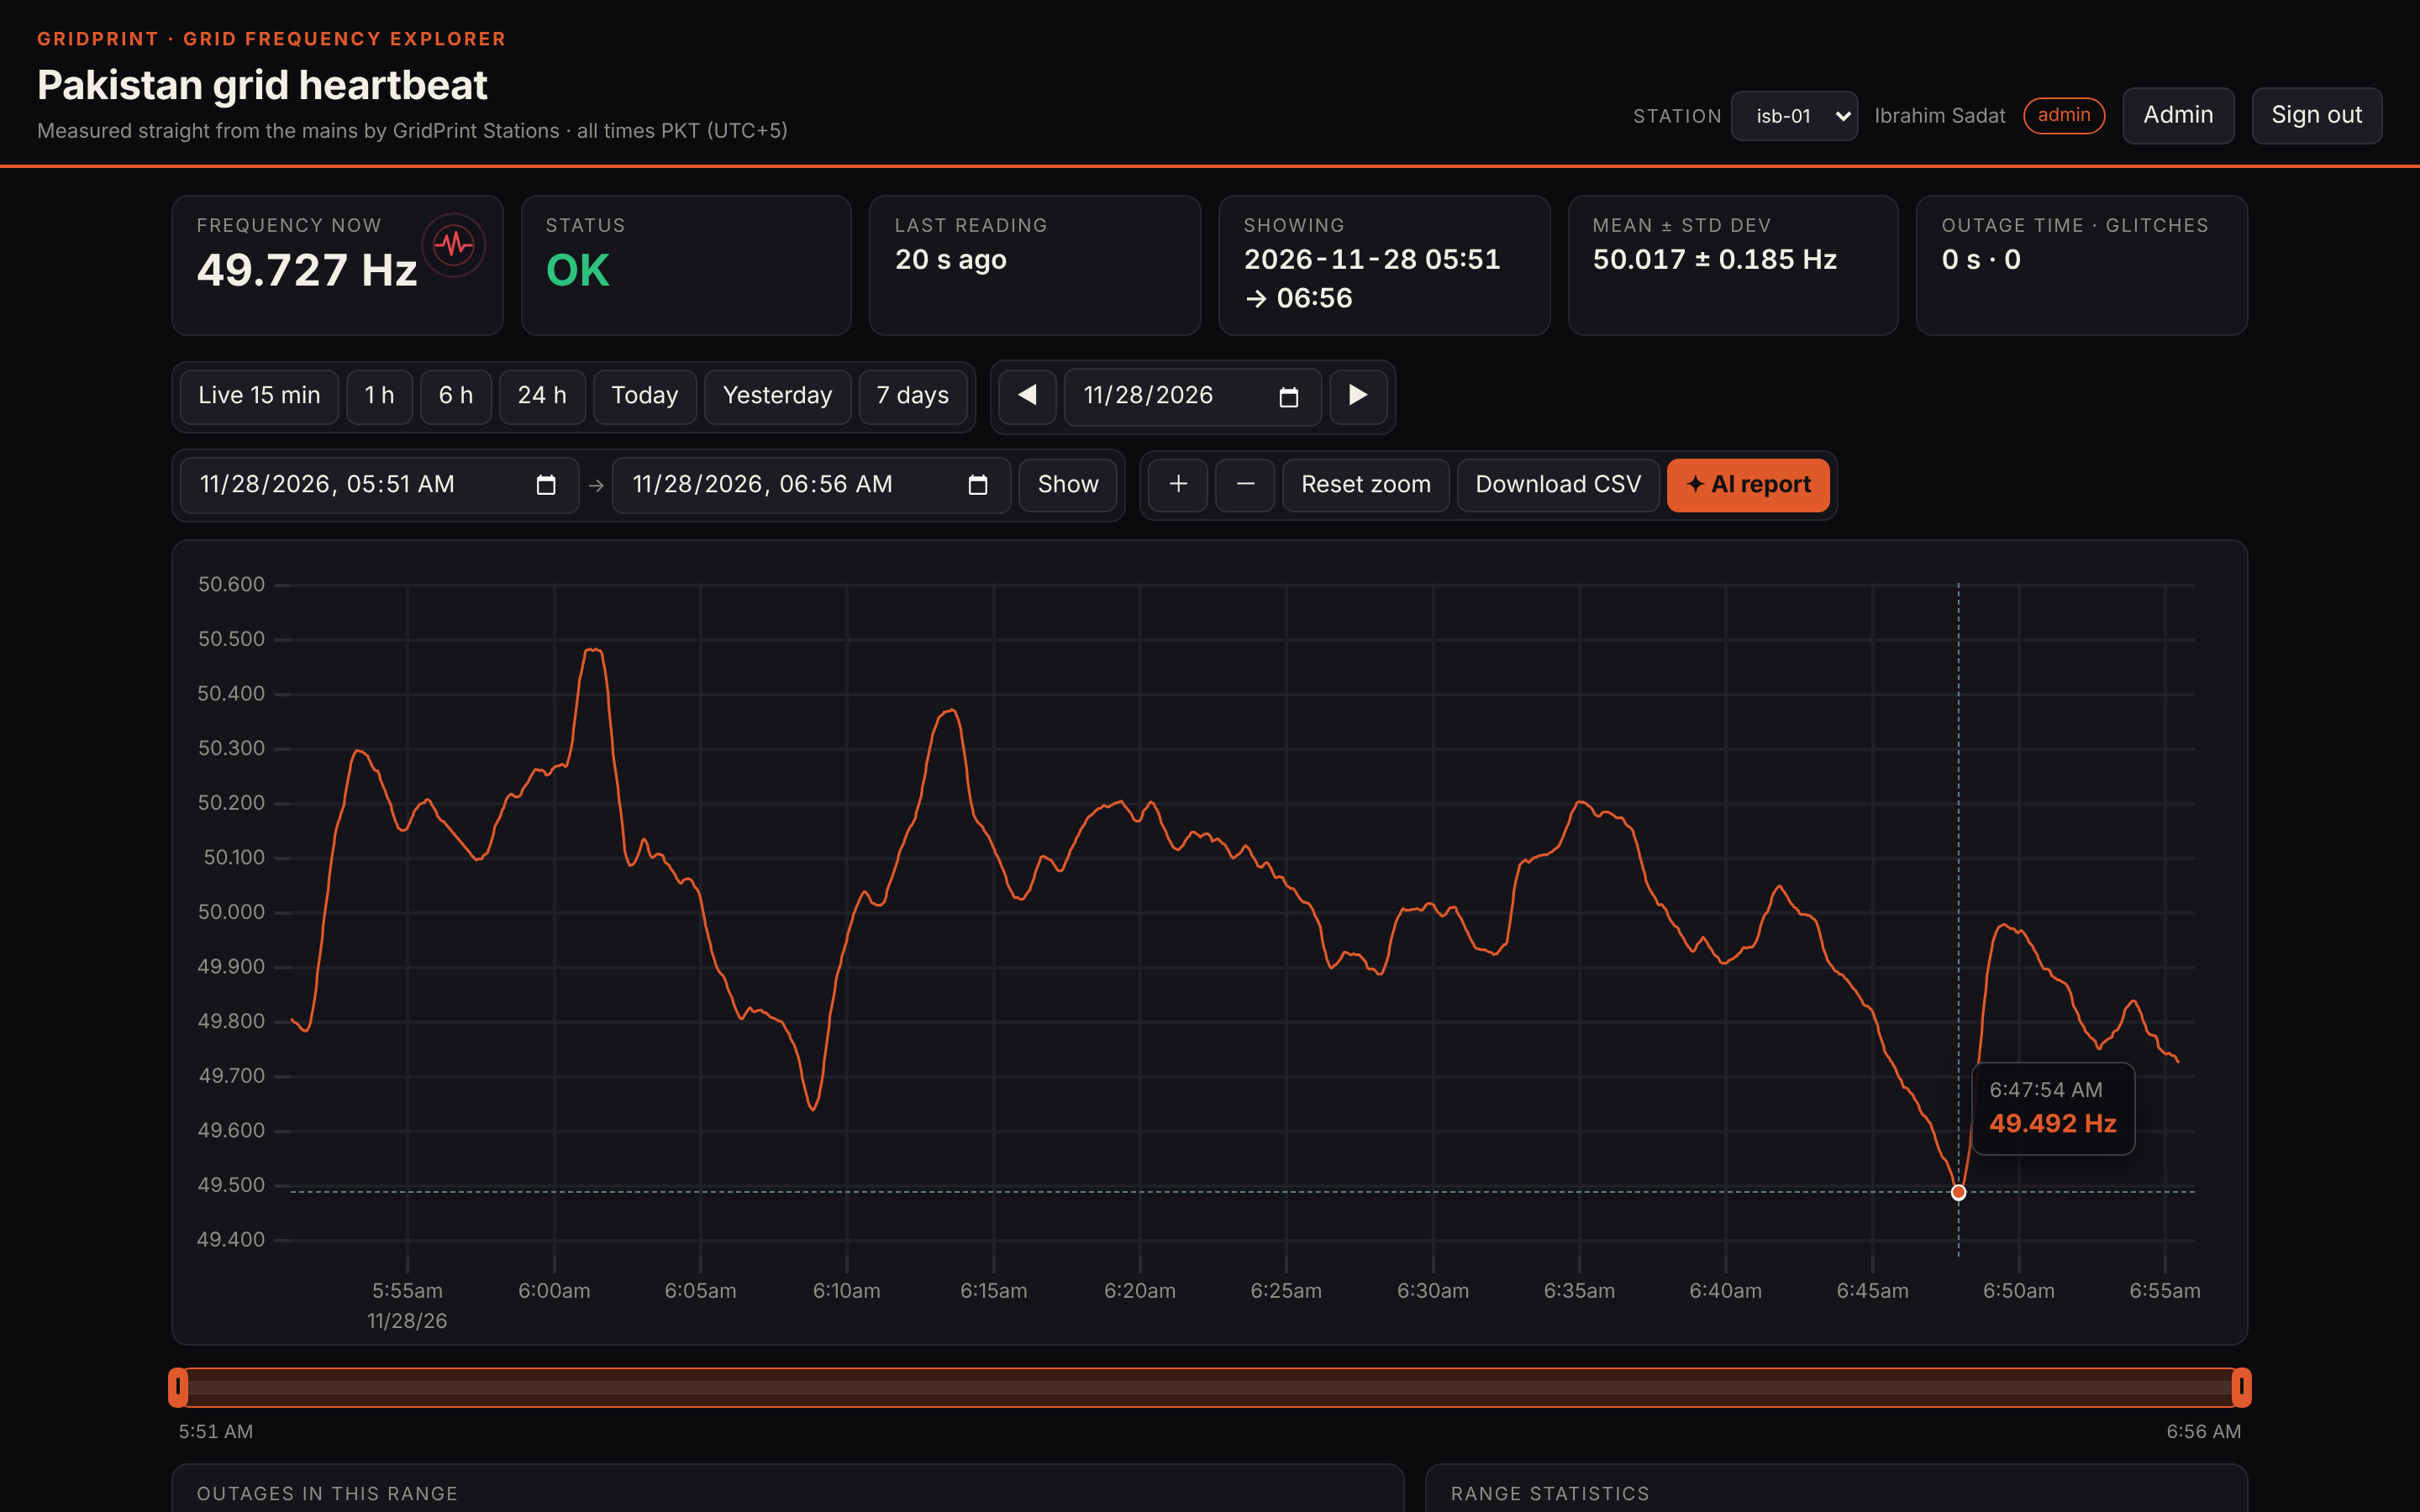 GRIDPRINT · GRID FREQUENCY EXPLORER
Pakistan grid heartbeat
Measured straight from the mains by GridPrint Stations · all times PKT (UTC+5)
STATION isb-01 Ibrahim Sadat admin Admin Sign out
FREQUENCY NOW
49.727 Hz
STATUS
OK
LAST READING
20 s ago
SHOWING
2026-11-28 05:51
→ 06:56
MEAN ± STD DEV
50.017 ± 0.185 Hz
OUTAGE TIME · GLITCHES
0 s · 0
Live 15 min 1 h 6 h 24 h Today Yesterday 7 days ◀ 11/28/2026 ▶
11/28/2026, 05:51 AM → 11/28/2026, 06:56 AM Show + − Reset zoom Download CSV ✦ AI report
50.600
50.500
50.400
50.300
50.200
50.100
50.000
49.900
49.800
49.700
49.600
49.500
49.400
6:47:54 AM
49.492 Hz
5:55am 6:00am 6:05am 6:10am 6:15am 6:20am 6:25am 6:30am 6:35am 6:40am 6:45am 6:50am 6:55am
11/28/26
5:51 AM 6:56 AM
OUTAGES IN THIS RANGE
RANGE STATISTICS